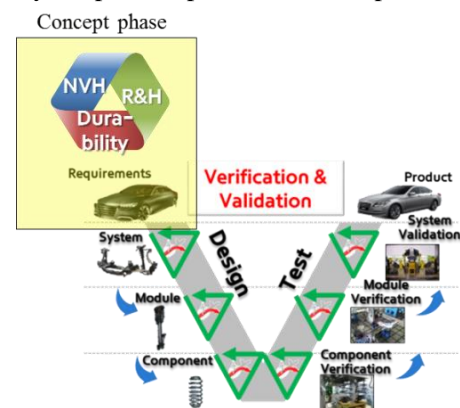 Concept phase
NVH
R&H
Dura-
bility
Requirements
Verification &
Validation
Product
System
System
Validation
Design
Test
Module
Module
Verification
Component
Component
Verification